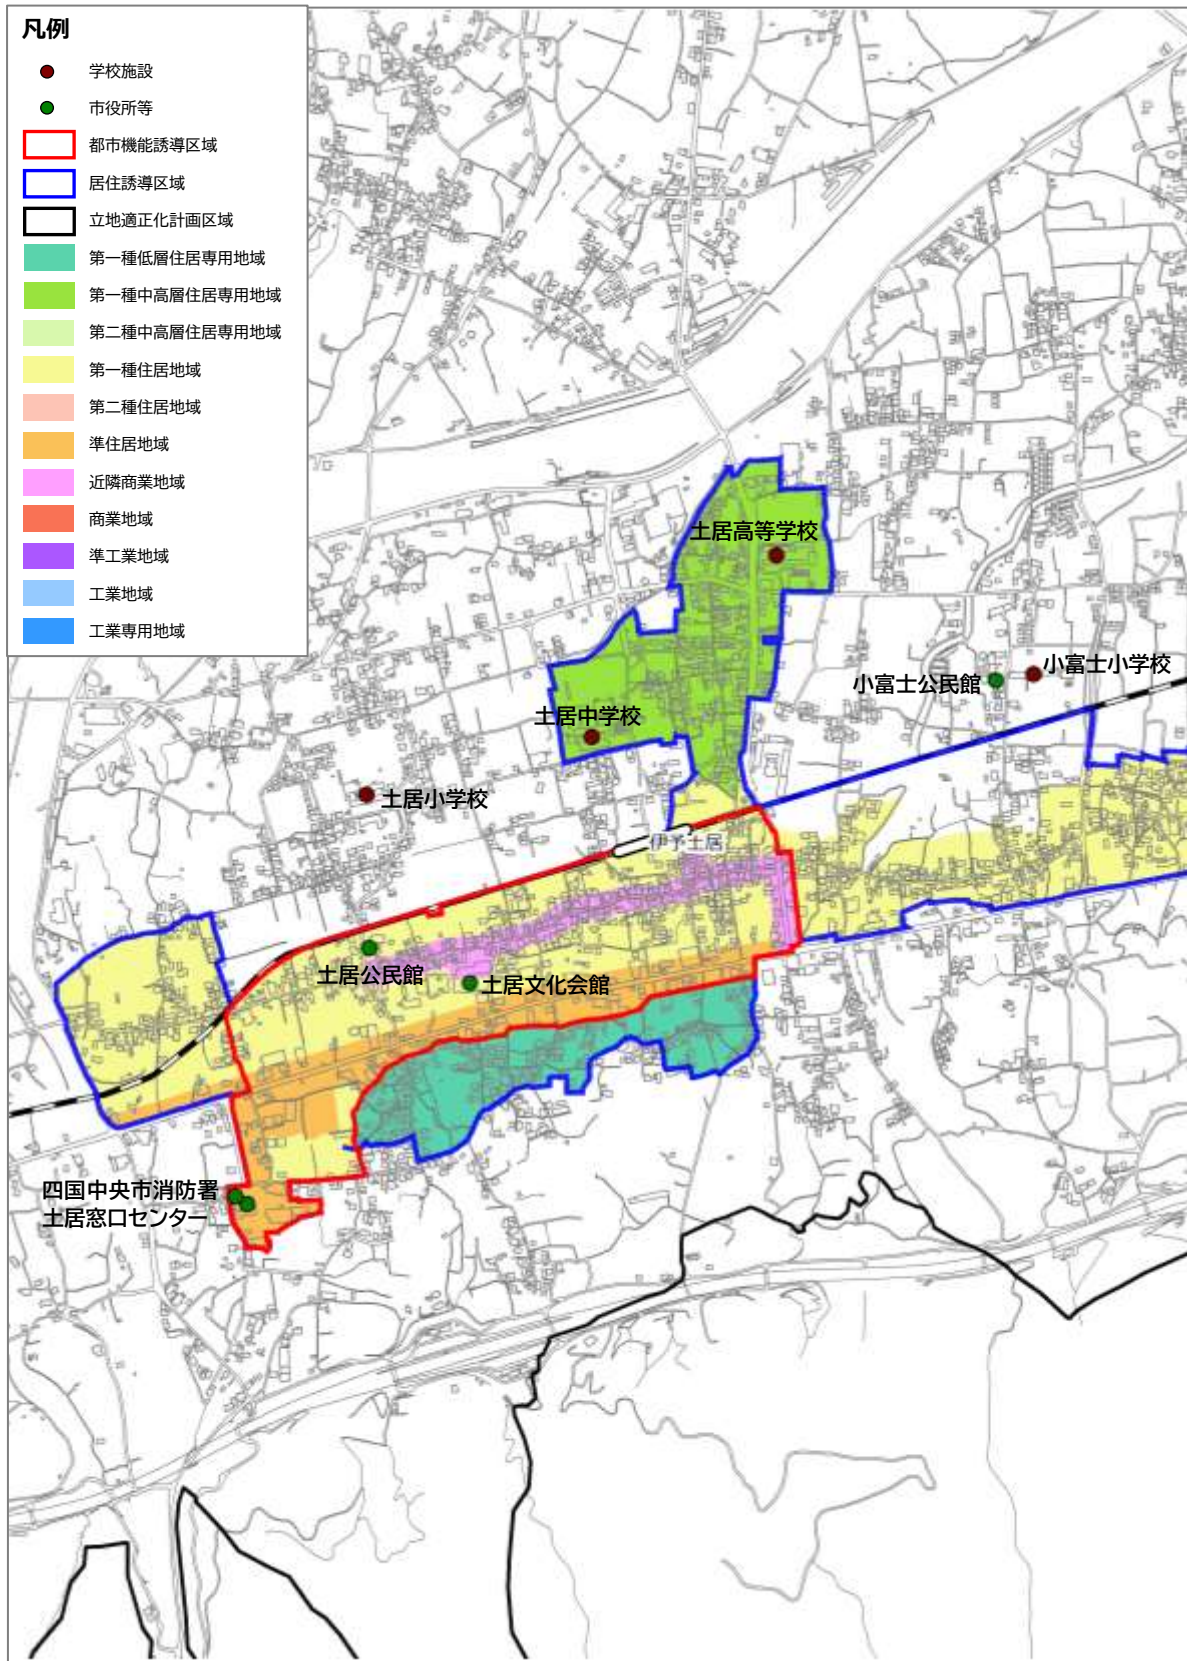 凡例
学校施設
市役所等
都市機能誘導区域
居住誘導区域
立地適正化計画区域
第一種低層住居専用地域
第一種中高層住居専用地域
第二種中高層住居専用地域
第一種住居地域
第二種住居地域
準住居地域
近隣商業地域
商業地域
準工業地域
工業地域
工業専用地域
土居高等学校
小富士小学校
小富士公民館
土居中学校
土居小学校
伊予土居
土居公民館
土居文化会館
四国中央市消防署
土居窓口センター